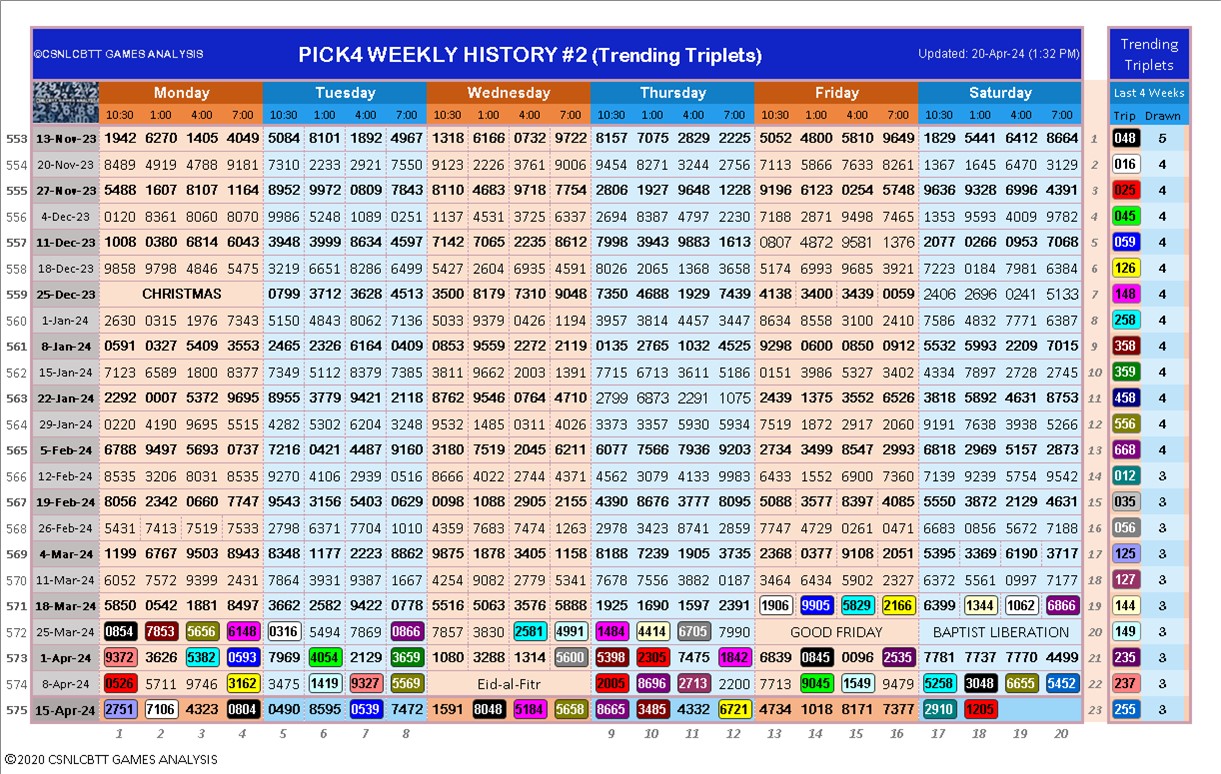 ©CSNLCBTT GAMES ANALYSIS PICK4 WEEKLY HISTORY #2 (Trending Triplets) Updated: 20-Apr-24 (1:32 PM) Trending Triplets
Monday Tuesday Wednesday Thursday Friday Saturday Last 4 Weeks
10:30 1:00 4:00 7:00 10:30 1:00 4:00 7:00 10:30 1:00 4:00 7:00 10:30 1:00 4:00 7:00 10:30 1:00 4:00 7:00 10:30 1:00 4:00 7:00 Trip Drawn
553 13-Nov-23 1942 6270 1405 4049 5084 8101 1892 4967 1318 6166 0732 9722 8157 7075 2829 2225 5052 4800 5810 9649 1829 5441 6412 8664 1 048 5
554 20-Nov-23 8489 4919 4788 9181 7310 2233 2921 7551 9123 2226 3761 9006 9454 8271 3244 2756 7113 5866 7633 8261 1367 1645 6470 3129 2 016 4
555 27-Nov-23 5488 1607 8107 1164 8952 9972 0809 7843 8110 4683 9718 7754 2806 1927 9648 1228 9196 6123 0254 5748 9636 9328 6996 4391 3 025 4
556 4-Dec-23 0120 8361 8060 8070 9986 5248 1089 0251 1137 4531 3725 6337 2694 8387 4797 2230 7188 2871 9498 7465 1353 9593 4009 9782 4 045 4
557 11-Dec-23 1008 0380 6814 6043 3948 3999 8634 4597 7142 7065 2235 8612 7998 3943 9883 1613 0807 4872 9581 1376 2077 0266 0953 7068 5 059 4
558 18-Dec-23 9858 9798 4846 5475 3219 6651 8286 6499 5427 2604 6935 4591 8026 2065 1368 3658 5174 6993 9685 3921 7223 0184 7981 6384 6 126 4
559 25-Dec-23 CHRISTMAS 0799 3712 3628 4513 3500 8179 7310 9048 7350 4688 1929 7439 4138 3400 3439 0059 2406 2696 0241 5133 7 148 4
560 1-Jan-24 2630 0315 1976 7343 5150 4843 8062 7136 5033 9379 0426 1194 3957 3814 4457 3447 8634 8558 3100 2410 7586 4832 7771 6387 8 258 4
561 8-Jan-24 0591 0327 5409 3553 2465 2326 6164 0409 0853 9559 2272 2119 0135 2765 1032 4525 9298 0600 0850 0912 5532 5993 2209 7015 9 358 4
562 15-Jan-24 7123 6589 1800 8377 7349 5112 8379 7385 3811 9662 2003 1391 7715 6713 3611 5186 0151 3986 5327 3402 4334 7897 2728 2745 10 359 4
563 22-Jan-24 2292 0007 5372 9695 8955 3779 9421 2118 8762 9546 0764 4710 2799 6873 2291 1075 2439 1375 3552 6526 3818 5892 4631 8753 11 458 4
564 29-Jan-24 0220 4190 9695 5515 4282 5302 6204 3248 9532 1485 0311 4026 3373 3357 5930 5934 7519 1872 2917 2060 9191 7638 3938 5266 12 556 4
565 5-Feb-24 6788 9497 5693 0737 7216 0421 4487 9160 3180 7519 2045 6211 6077 7566 7936 9203 2734 3499 8547 2993 6818 2969 5157 2873 13 668 4
566 12-Feb-24 8535 3206 8031 8535 9270 4106 2939 0516 8666 4022 2744 4371 4562 3079 4133 9983 6433 1552 6900 7360 7139 9239 5754 9542 14 012 3
567 19-Feb-24 8056 2342 0660 7747 9543 3156 5403 0629 0098 1088 2905 2155 4390 8676 3777 8095 5088 3577 8397 4085 5550 3872 2129 4631 15 035 3
568 26-Feb-24 5431 7413 7519 7533 2798 6371 7704 1010 4359 7683 7474 1263 2978 3423 8741 2859 7747 4729 0261 0471 6683 0856 5672 7188 16 056 3
569 4-Mar-24 1199 6767 9503 8943 8348 1177 2223 8862 9875 1878 3405 1158 8188 7239 1905 3735 2368 0377 9108 2051 5395 3369 6190 3717 17 125 3
570 11-Mar-24 6052 7572 9399 2431 7864 3931 9387 1667 4254 9082 2779 5341 7678 7556 3882 0187 3464 6434 5902 2327 6372 5561 0997 7177 18 127 3
571 18-Mar-24 5850 0542 1881 8497 3662 2582 9422 0778 5516 5063 3576 5888 1925 1690 1597 2391 1906 9905 5829 2166 6399 1344 1062 6866 19 144 3
572 25-Mar-24 0854 7853 5656 6148 0316 5494 7869 0866 7857 3830 2581 4991 1484 4414 6705 7990 GOOD FRIDAY BAPTIST LIBERATION 20 149 3
573 1-Apr-24 9372 3626 5382 0593 7969 4054 2129 3659 1080 3288 1314 5600 5398 2305 7475 1842 6839 0845 0096 2535 7781 7737 7770 4499 21 235 3
574 8-Apr-24 0526 5711 9746 3162 3475 1419 9327 5569 Eid-al-Fitr 2005 8696 2713 2200 7713 9045 1549 9479 5258 3048 6655 5452 22 237 3
575 15-Apr-24 2751 7106 4323 0804 0490 8595 0539 7472 1591 8048 5184 5658 8665 3485 4332 6721 4734 1018 8171 7377 2910 1205 23 255 3
1 2 3 4 5 6 7 8 9 10 11 12 13 14 15 16 17 18 19 20
©2020 CSNLCBTT GAMES ANALYSIS